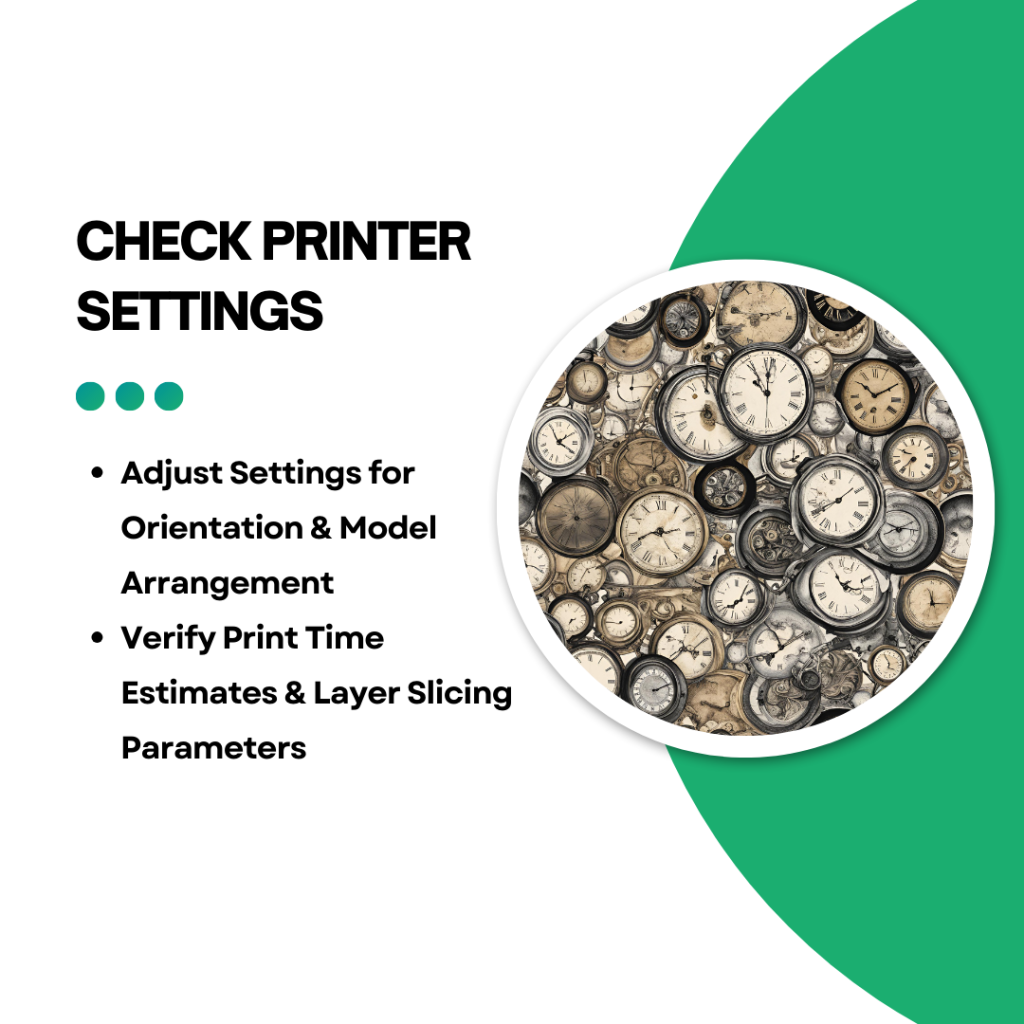 CHECK PRINTER
SETTINGS
• Adjust Settings for
Orientation & Model
Arrangement
• Verify Print Time
Estimates & Layer Slicing
Parameters